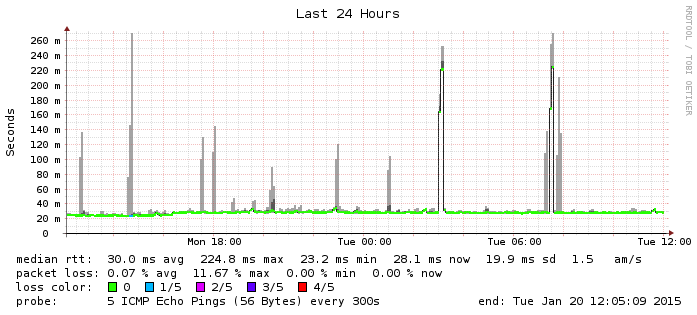 Last 24 Hours
RRDTOOL / TOBI OETIKER
Seconds
260 m
240 m
220 m
200 m
180 m
160 m
140 m
120 m
100 m
80 m
60 m
40 m
20 m
0
Mon 18:00 Tue 00:00 Tue 06:00 Tue 12:00
median rtt: 30.0 ms avg 224.8 ms max 23.2 ms min 28.1 ms now 19.9 ms sd 1.5 am/s
packet loss: 0.07 % avg 11.67 % max 0.00 % min 0.00 % now
loss color: 0 1/5 2/5 3/5 4/5
probe: 5 ICMP Echo Pings (56 Bytes) every 300s end: Tue Jan 20 12:05:09 2015